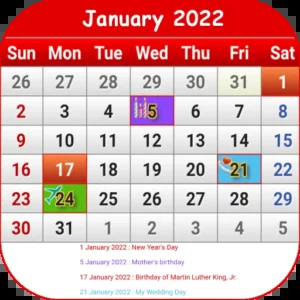 January 2022
Sun Mon Tue Wed Thu Fri Sat
26 27 28 29 30 31 1
2 3 4 5 6 7 8
9 10 11 12 13 14 15
16 17 18 19 20 21 22
23 24 25 26 27 28 29
30 31 1 2 3 4 5
1 January 2022 : New Year's Day
5 January 2022 : Mother's birthday
17 January 2022 : Birthday of Martin Luther King, Jr.
21 January 2022 : My Wedding Day